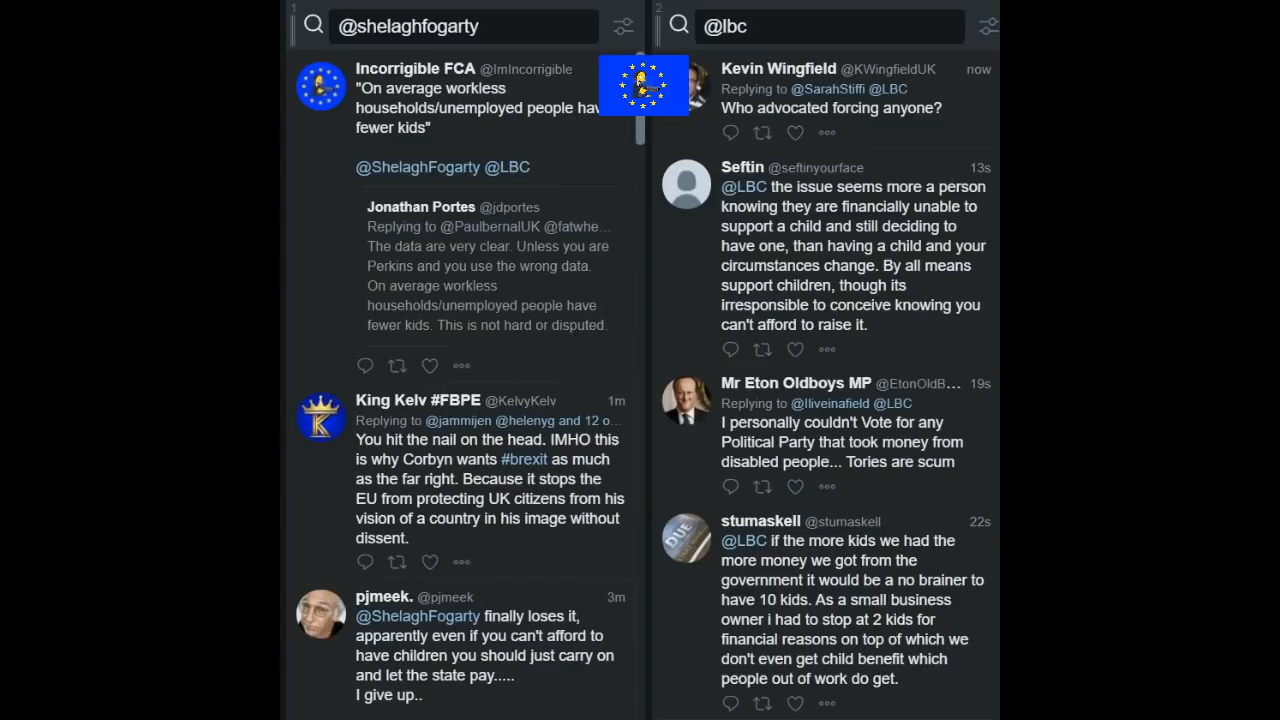 1
@shelaghfogarty
Incorrigible FCA @ImIncorrigible
"On average workless
households/unemployed people hav
fewer kids"
@ShelaghFogarty @LBC
Jonathan Portes @jdportes
Replying to @PaulbernalUK @fatwhe...
The data are very clear. Unless you are
Perkins and you use the wrong data.
On average workless
households/unemployed people have
fewer kids. This is not hard or disputed.
King Kelv #FBPE @KelvyKelv 1m
Replying to @jammijen @helenyg and 12 o...
You hit the nail on the head. IMHO this
is why Corbyn wants #brexit as much
as the far right. Because it stops the
EU from protecting UK citizens from his
vision of a country in his image without
dissent.
pjmeek. @pjmeek 3m
@ShelaghFogarty finally loses it,
apparently even if you can't afford to
have children you should just carry on
and let the state pay.....
I give up..
2
@lbc
Kevin Wingfield @KWingfieldUK now
Replying to @SarahStiffi @LBC
Who advocated forcing anyone?
Seftin @seftinyourface 13s
@LBC the issue seems more a person
knowing they are financially unable to
support a child and still deciding to
have one, than having a child and your
circumstances change. By all means
support children, though its
irresponsible to conceive knowing you
can't afford to raise it.
Mr Eton Oldboys MP @EtonOldB... 19s
Replying to @Iliveinafield @LBC
I personally couldn't Vote for any
Political Party that took money from
disabled people... Tories are scum
stumaskell @stumaskell 22s
@LBC if the more kids we had the
more money we got from the
government it would be a no brainer to
have 10 kids. As a small business
owner i had to stop at 2 kids for
financial reasons on top of which we
don't even get child benefit which
people out of work do get.
DUE